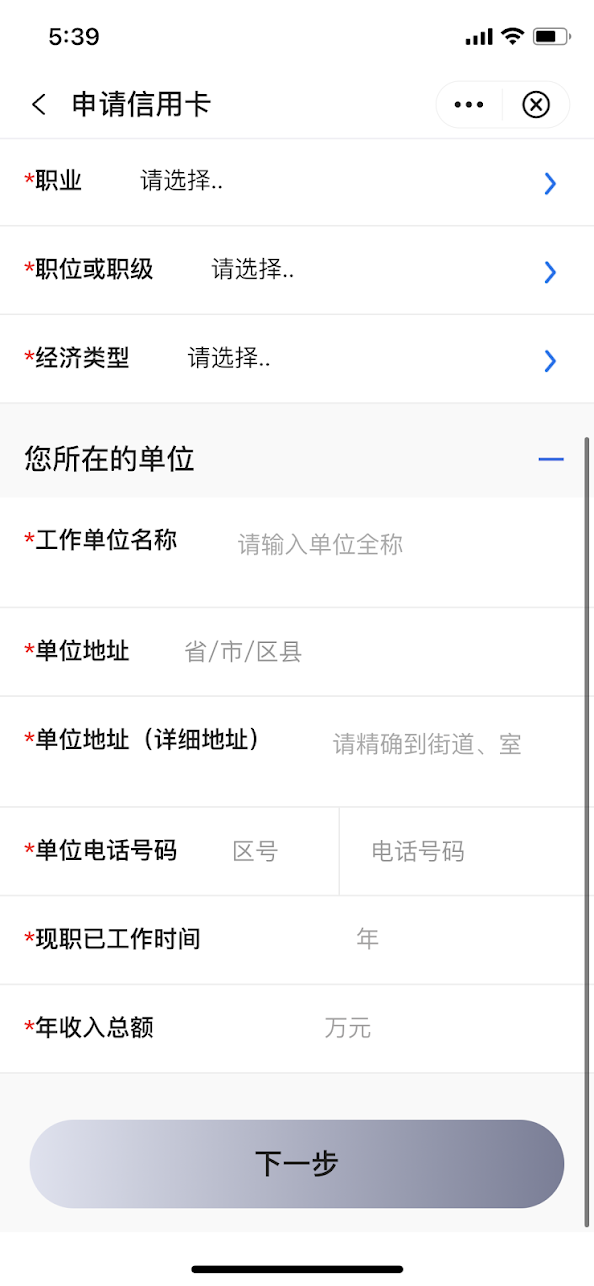 5:39
申请信用卡
*职业 请选择..
*职位或职级 请选择..
*经济类型 请选择..
您所在的单位
*工作单位名称 请输入单位全称
*单位地址 省/市/区县
*单位地址（详细地址） 请精确到街道、室
*单位电话号码 区号 电话号码
*现职已工作时间 年
*年收入总额 万元
下一步